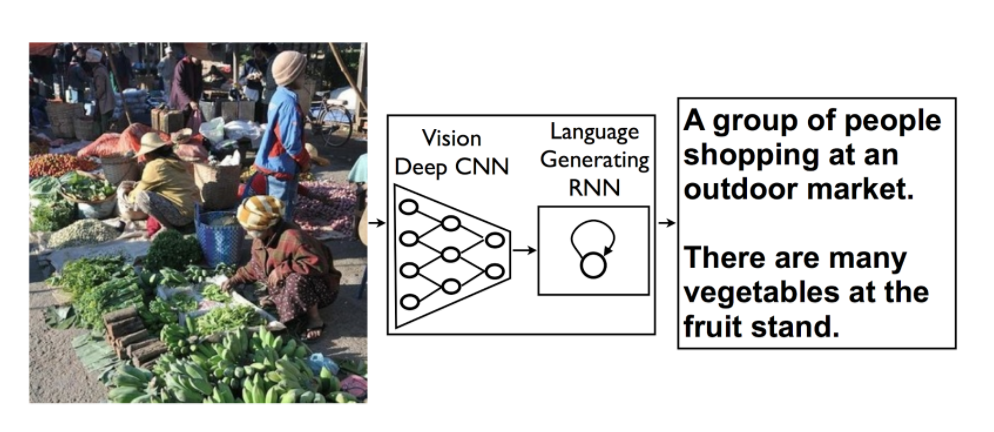 Vision
Deep CNN
Language
Generating
RNN
A group of people
shopping at an
outdoor market.
There are many
vegetables at the
fruit stand.